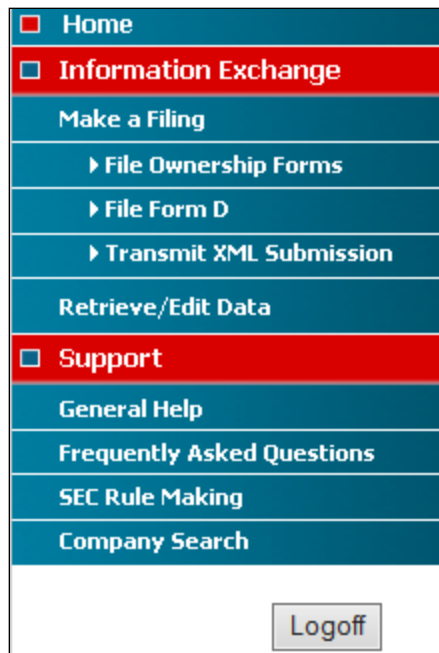 Home
Information Exchange
Make a Filing
File Ownership Forms
File Form D
Transmit XML Submission
Retrieve/Edit Data
Support
General Help
Frequently Asked Questions
SEC Rule Making
Company Search
Logoff